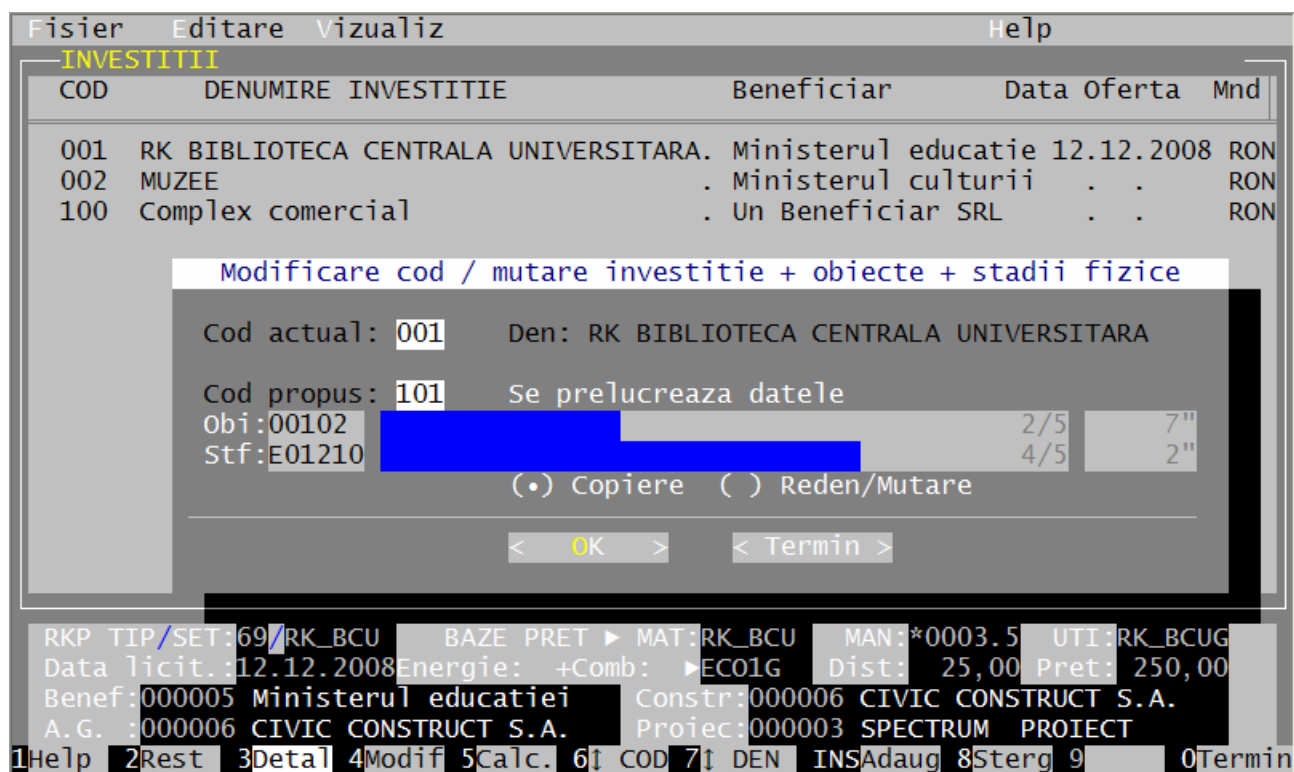 Fisier Editare Vizualiz Help
INVESTITII
COD DENUMIRE INVESTITIE Beneficiar Data Oferta Mnd
001 RK BIBLIOTECA CENTRALA UNIVERSITARA. Ministerul educatie 12.12.2008 RON
002 MUZEE . Ministerul culturii . . RON
100 Complex comercial . Un Beneficiar SRL . . RON
Modificare cod / mutare investitie + obiecte + stadii fizice
Cod actual: 001 Den: RK BIBLIOTECA CENTRALA UNIVERSITARA
Cod propus: 101 Se prelucreaza datele
Obi:00102 2/5 7"
Stf:E01210 4/5 2"
(•) Copiere ( ) Reden/Mutare
< OK > < Termin >
RKP TIP/SET:69/RK_BCU BAZE PRET ► MAT:RK_BCU MAN:*0003.5 UTI:RK_BCUG
Data licit.:12.12.2008Energie: +Comb: ►ECO1G Dist: 25,00 Pret: 250,00
Benef:000005 Ministerul educatiei Constr:000006 CIVIC CONSTRUCT S.A.
A.G. :000006 CIVIC CONSTRUCT S.A. Proiec:000003 SPECTRUM PROIECT
1Help 2Rest 3Detal 4Modif 5Calc. 6↕ COD 7↕ DEN INSAdaug 8Sterg 9 0Termin